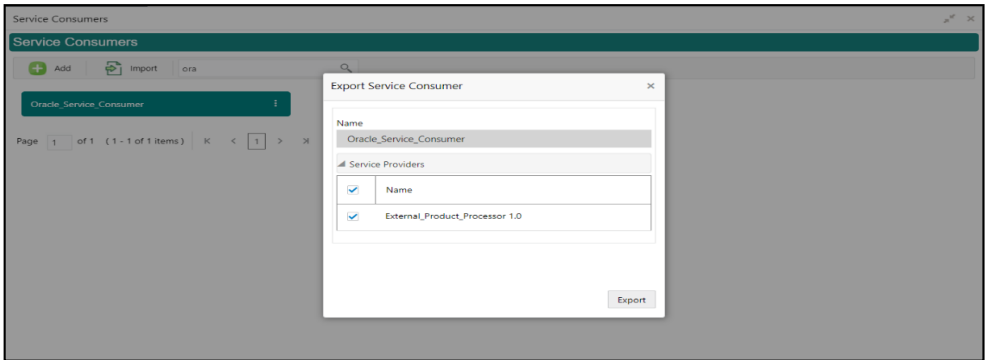 Service Consumers
Service Consumers
Add Import ora
Oracle_Service_Consumer
Page 1 of 1 (1 - 1 of 1 items) K < 1 > Ж
Export Service Consumer ×
Name
Oracle_Service_Consumer
Service Providers
Name
External_Product_Processor 1.0
Export